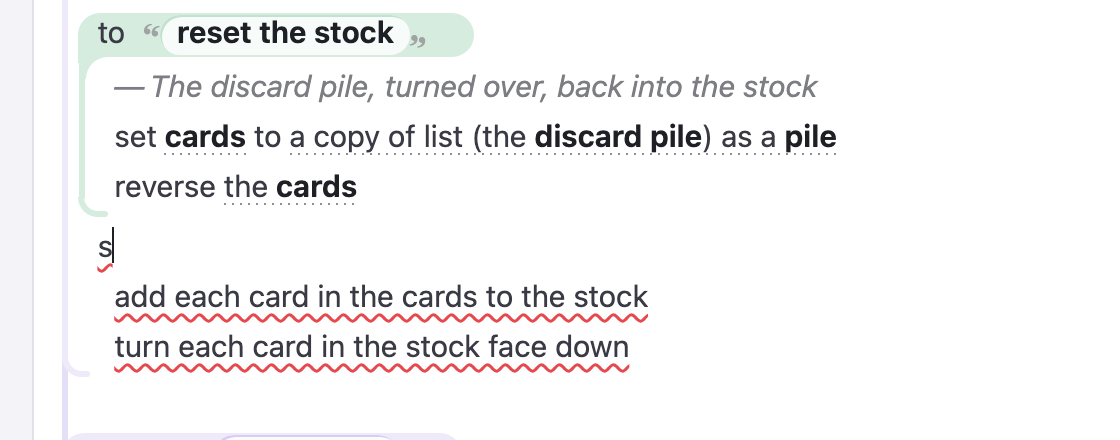 to “reset the stock”
— The discard pile, turned over, back into the stock
set cards to a copy of list (the discard pile) as a pile
reverse the cards
s
add each card in the cards to the stock
turn each card in the stock face down